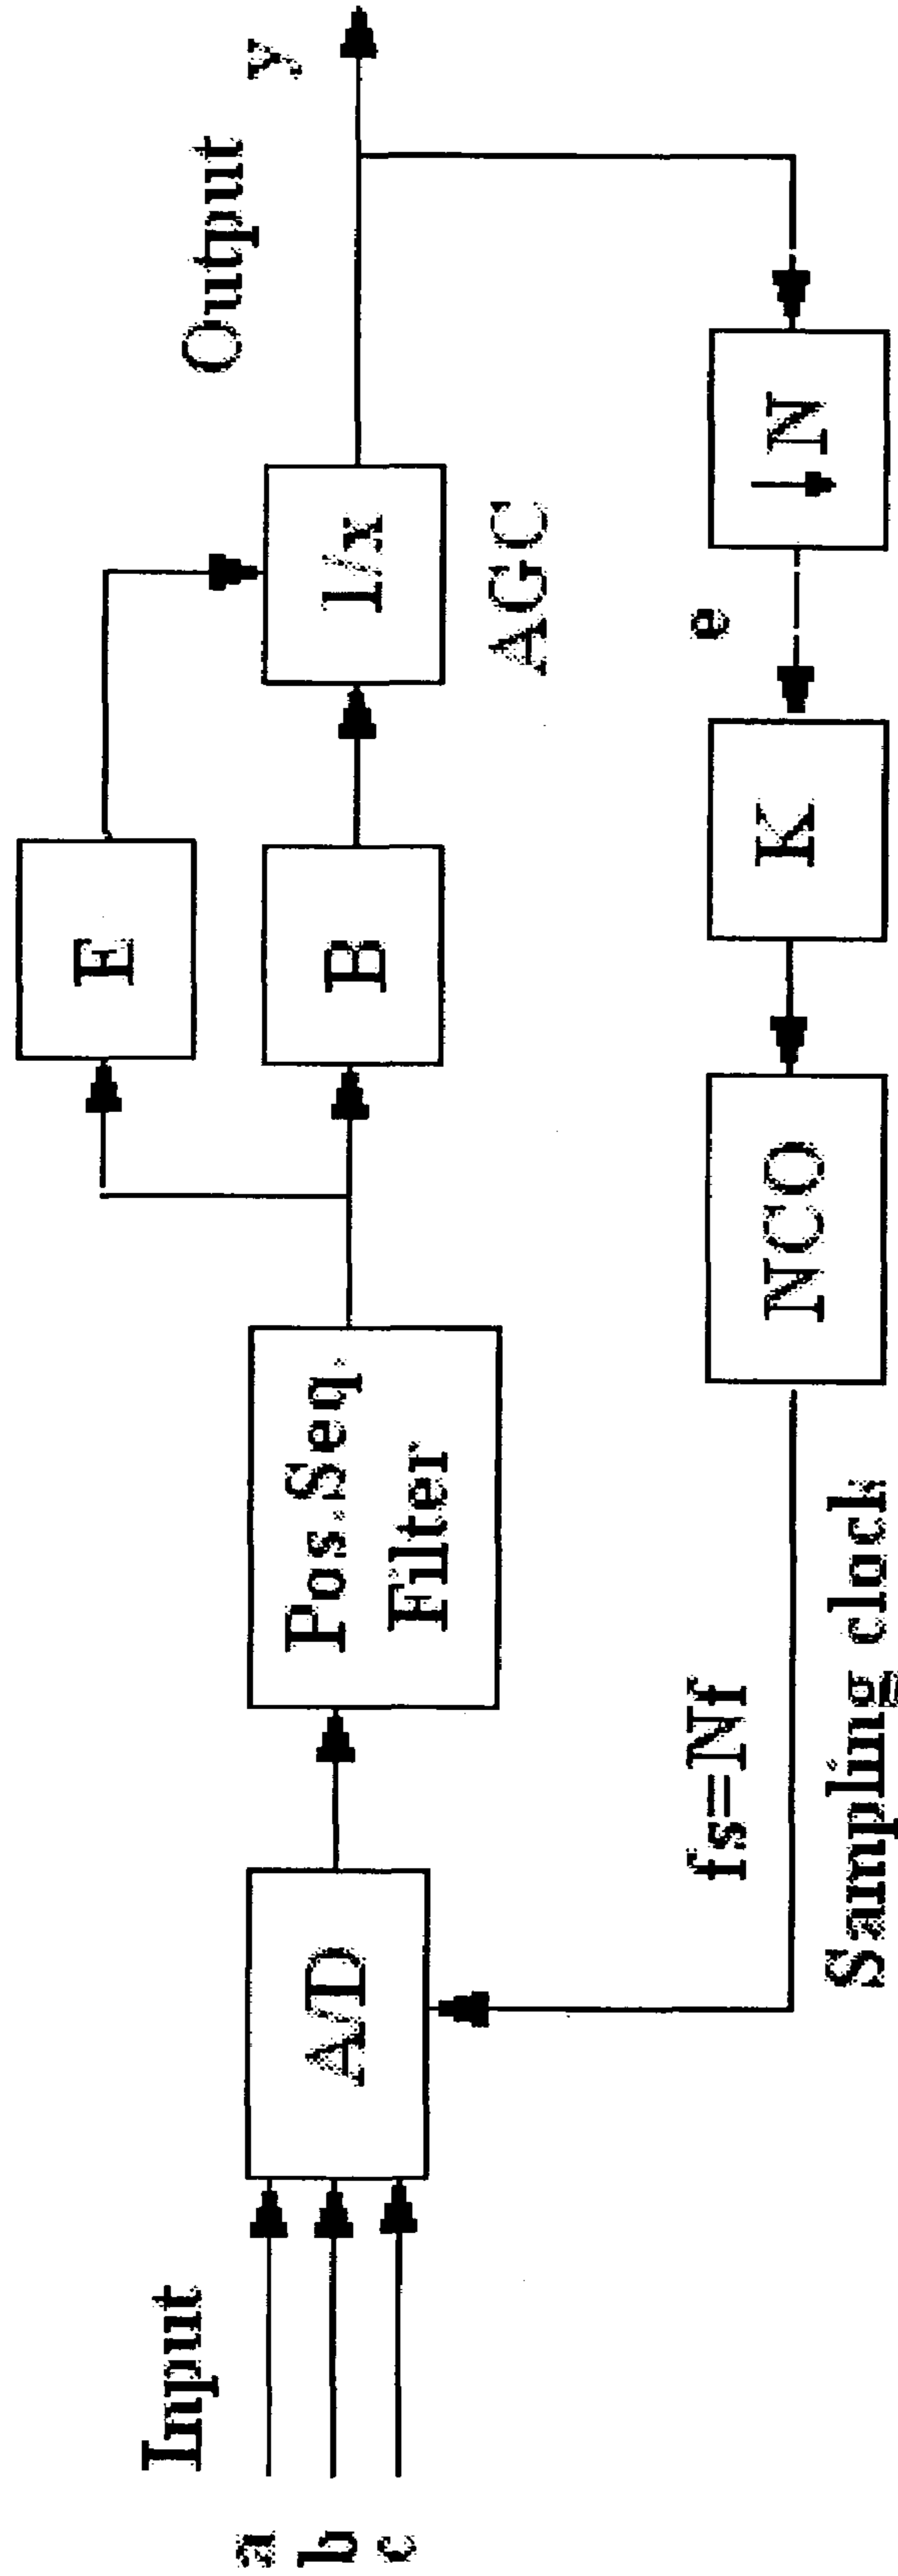 Input
a
b
c
A/D
Pos.Seq.
Filter
E
B
1/x
AGC
Output
y
↓N
e
K
NCO
fs=Nf
Sampling clock